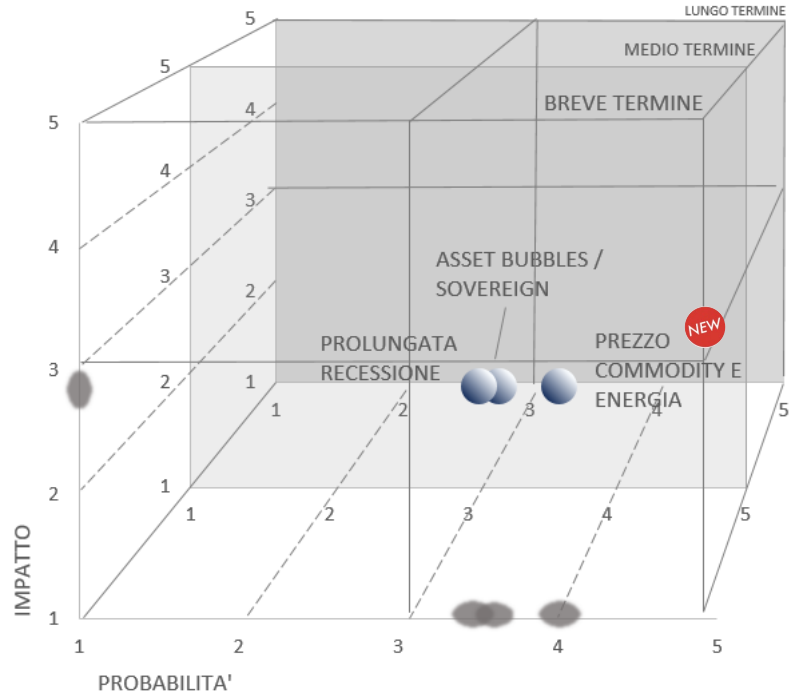 LUNGO TERMINE
5
MEDIO TERMINE
5
BREVE TERMINE
4
5
4
3
4
ASSET BUBBLES /
SOVEREIGN
3
2
NEW
PROLUNGATA
RECESSIONE
PREZZO
COMMODITY E
ENERGIA
3
2
1
1
2
3
4
5
2
1
1
2
3
4
5
IMPATTO
1
1
2
3
4
5
PROBABILITA'